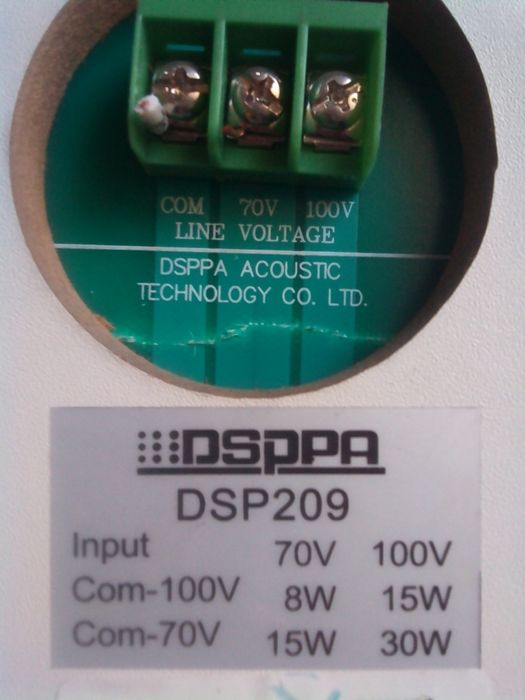 COM 70V 100V
LINE VOLTAGE
DSPPA ACOUSTIC
TECHNOLOGY CO. LTD.
DSPPA
DSP209
Input 70V 100V
Com-100V 8W 15W
Com-70V 15W 30W